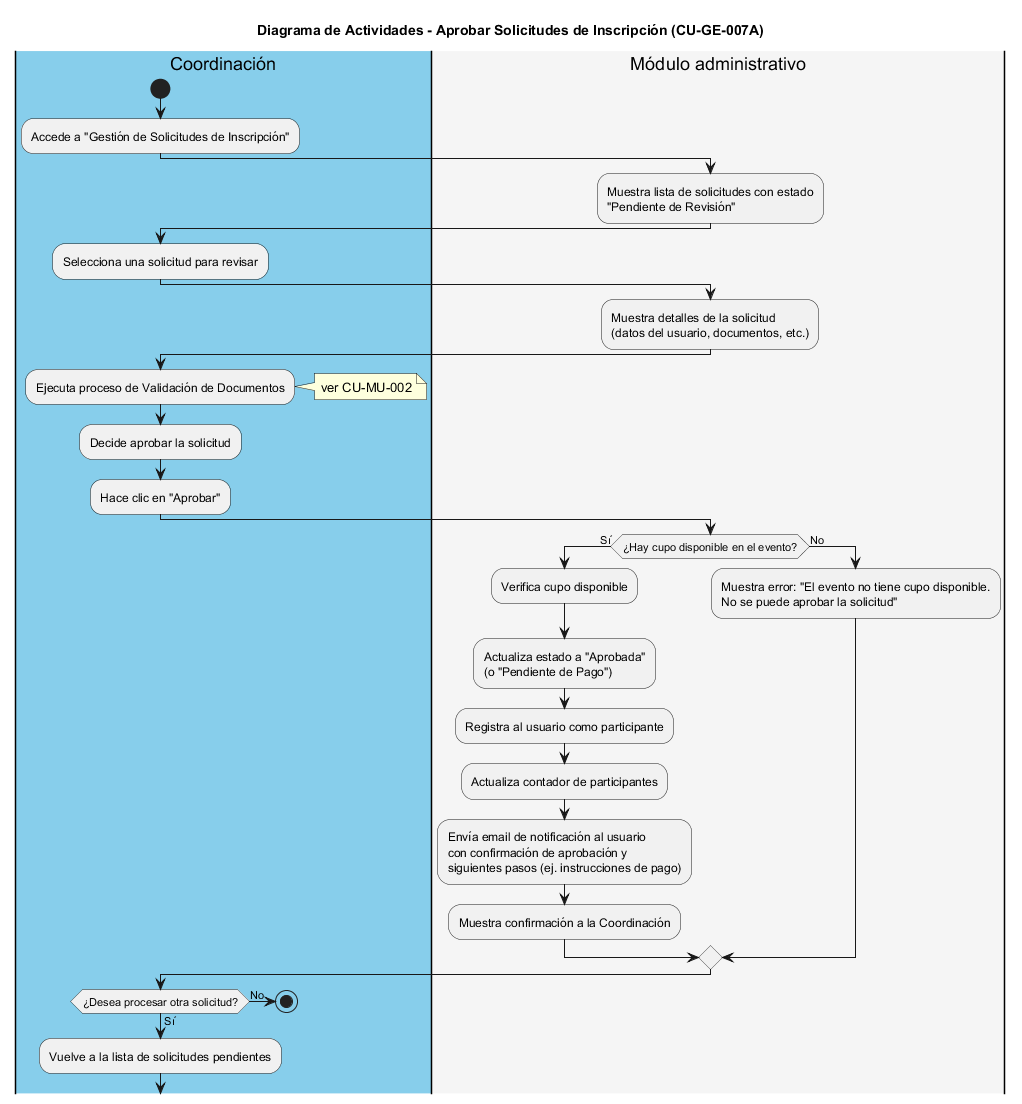 Diagrama de Actividades - Aprobar Solicitudes de Inscripción (CU-GE-007A)
Coordinación
Módulo administrativo
Accede a "Gestión de Solicitudes de Inscripción"
Muestra lista de solicitudes con estado
"Pendiente de Revisión"
Selecciona una solicitud para revisar
Muestra detalles de la solicitud
(datos del usuario, documentos, etc.)
Ejecuta proceso de Validación de Documentos
ver CU-MU-002
Decide aprobar la solicitud
Hace clic en "Aprobar"
¿Hay cupo disponible en el evento?
Sí
No
Verifica cupo disponible
Muestra error: "El evento no tiene cupo disponible.
No se puede aprobar la solicitud"
Actualiza estado a "Aprobada"
(o "Pendiente de Pago")
Registra al usuario como participante
Actualiza contador de participantes
Envía email de notificación al usuario
con confirmación de aprobación y
siguientes pasos (ej. instrucciones de pago)
Muestra confirmación a la Coordinación
¿Desea procesar otra solicitud?
No
Sí
Vuelve a la lista de solicitudes pendientes